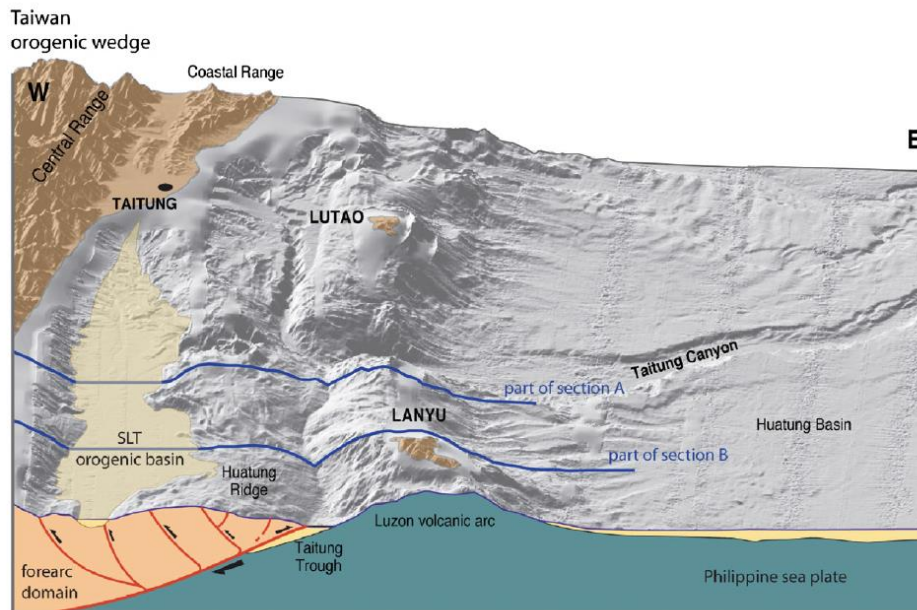 Taiwan
orogenic wedge
Coastal Range
W
E
Central Range
TAITUNG
LUTAO
Taitung Canyon
part of section A
LANYU
Huatung Basin
SLT
orogenic basin
part of section B
Huatung
Ridge
Luzon volcanic arc
Taitung
Trough
forearc
domain
Philippine sea plate